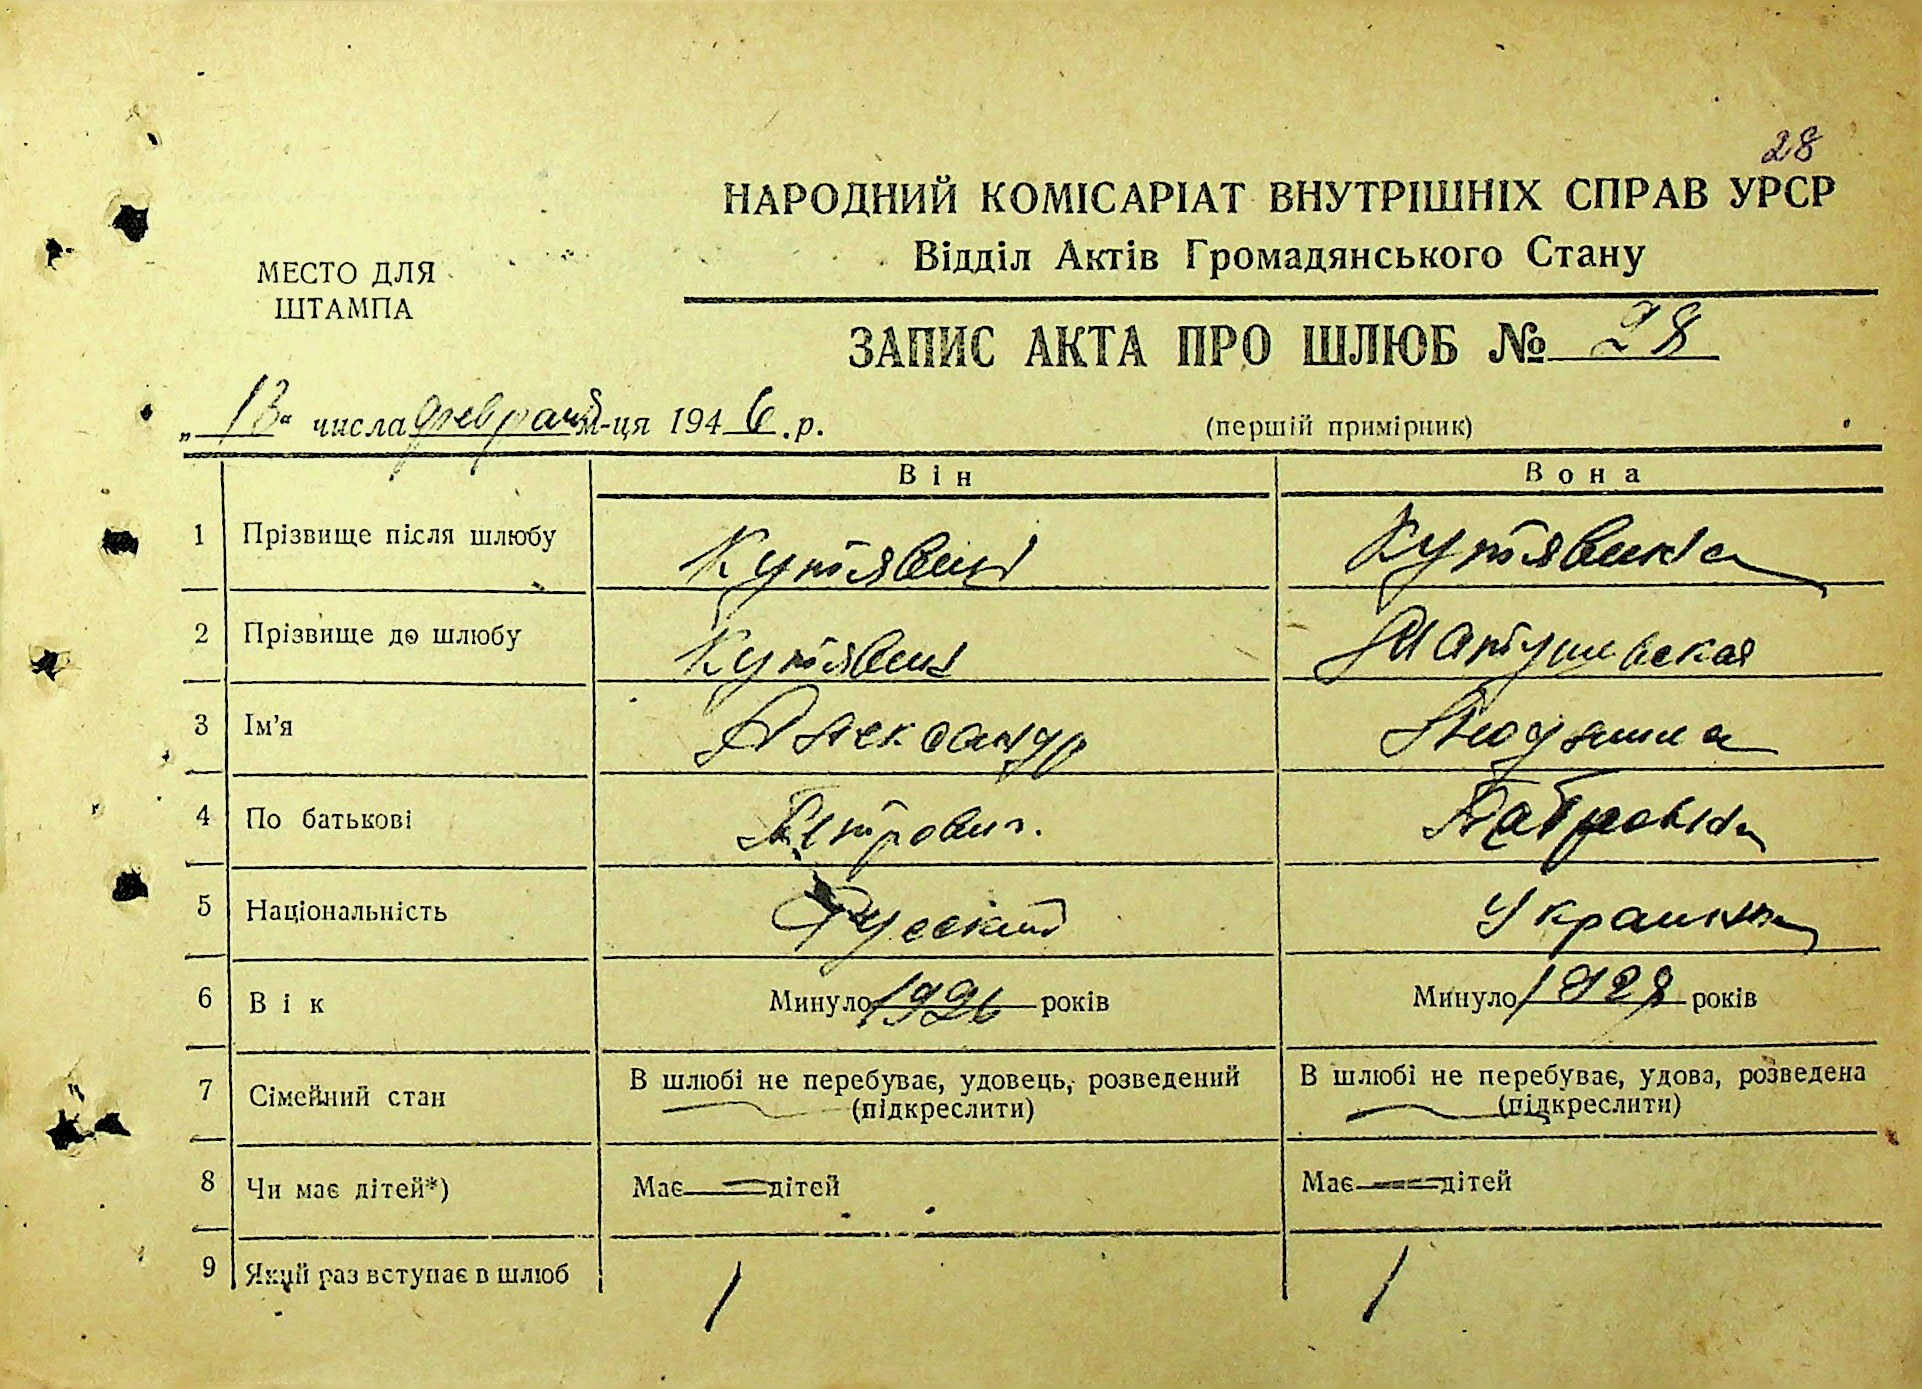 28
НАРОДНИЙ КОМІСАРІАТ ВНУТРІШНІХ СПРАВ УРСР
Відділ Актів Громадянського Стану
МЕСТО ДЛЯ
ШТАМПА
ЗАПИС АКТА ПРО ШЛЮБ № 28
„ 13 “ числа февраля м-ця 1946 .р.
(перший примірник)
Він Вона
1 Прізвище після шлюбу Кутявин Кутявина
2 Прізвище до шлюбу Кутявин Матушевская
3 Ім'я Александр Людмила
4 По батькові Петрович.
5 Національність Русский Украинка
6 Вік Минуло 1926 років Минуло 1928 років
7 Сімейний стан В шлюбі не перебуває, удовець, розведений В шлюбі не перебуває, удова, розведена
(підкреслити) (підкреслити)
8 Чи має дітей*) Має дітей Має дітей
9 Який раз вступає в шлюб 1 1